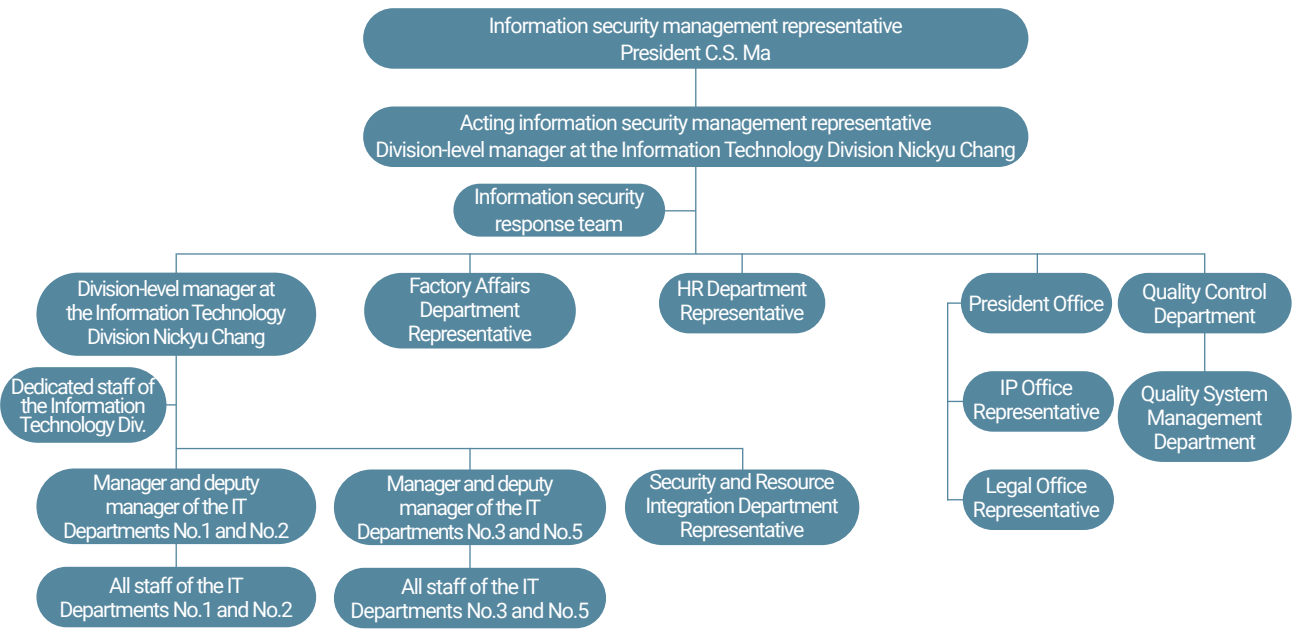 Information security management representative
President C.S. Ma
Acting information security management representative
Division-level manager at the Information Technology Division Nickyu Chang
Information security
response team
Division-level manager at
the Information Technology
Division Nickyu Chang
Factory Affairs
Department
Representative
HR Department
Representative
President Office
Quality Control
Department
Dedicated staff of
the Information
Technology Div.
IP Office
Representative
Quality System
Management
Department
Manager and deputy
manager of the IT
Departments No.1 and No.2
Manager and deputy
manager of the IT
Departments No.3 and No.5
Security and Resource
Integration Department
Representative
Legal Office
Representative
All staff of the IT
Departments No.1 and No.2
All staff of the IT
Departments No.3 and No.5